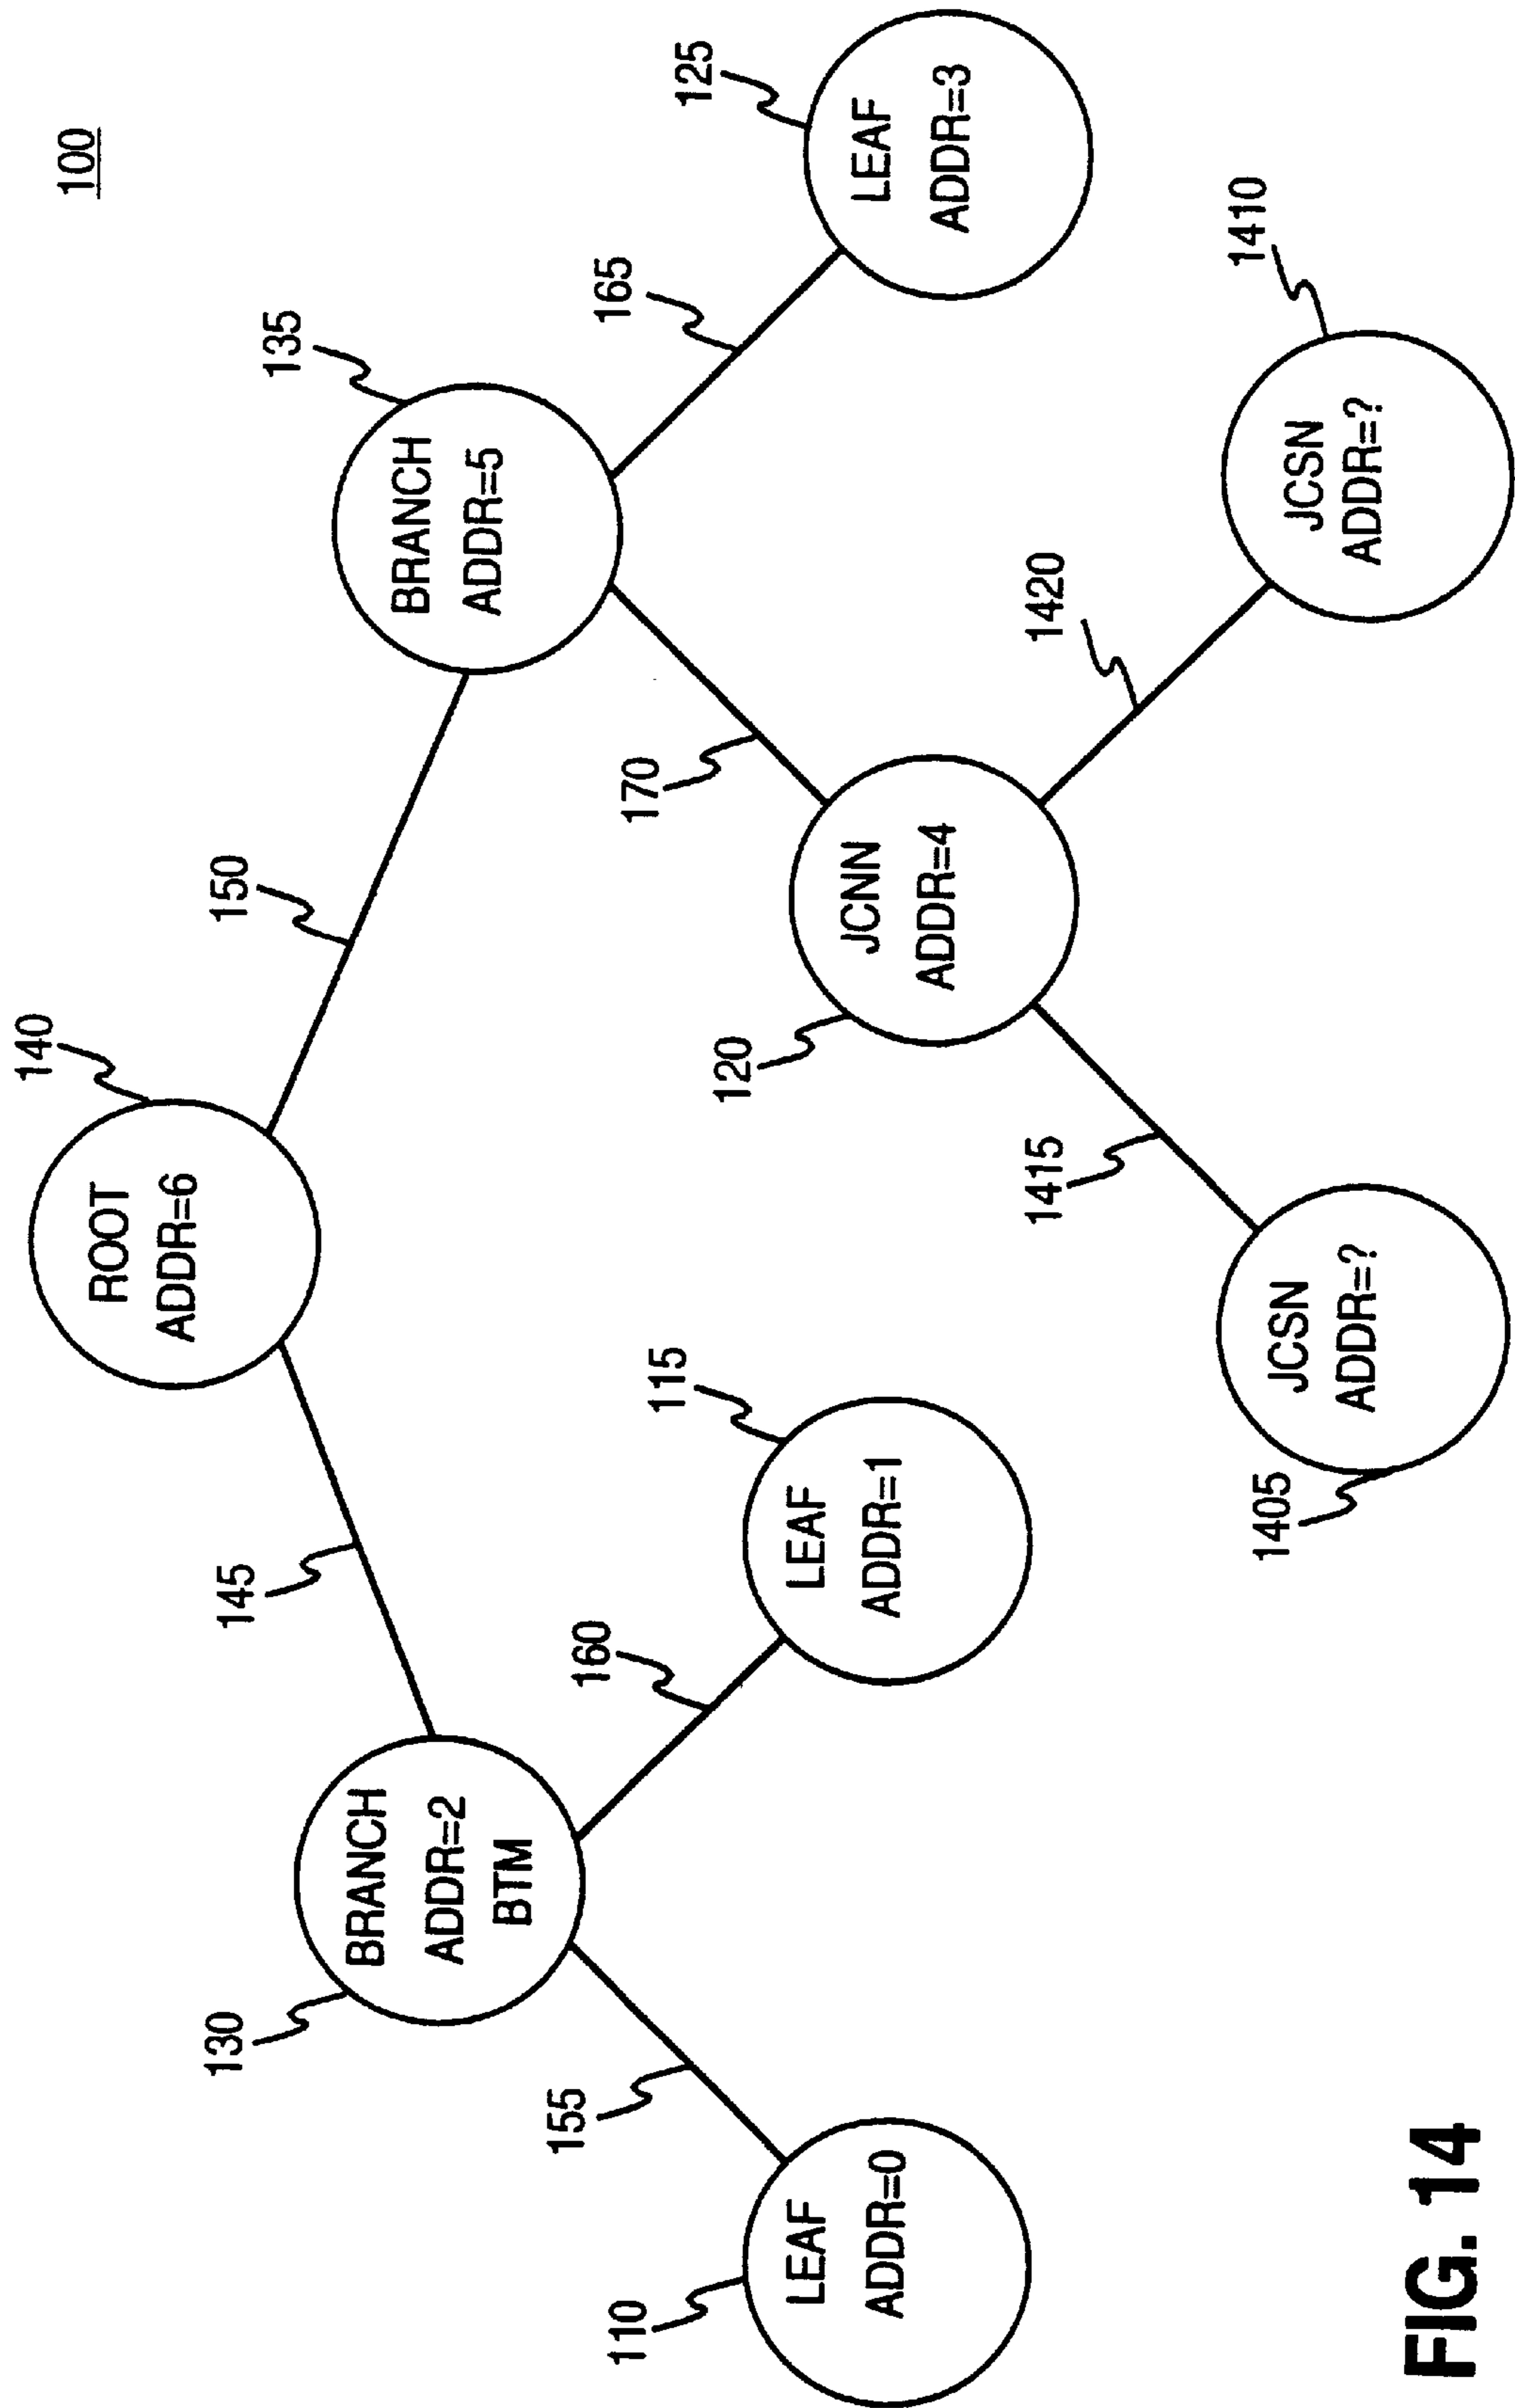 100
140
ROOT
ADDR=6
145
150
130
BRANCH
ADDR=2
BTM
135
BRANCH
ADDR=5
155
160
170
165
110
LEAF
ADDR=0
115
LEAF
ADDR=1
120
JCNN
ADDR=4
125
LEAF
ADDR=3
1415
1420
1405
JCSN
ADDR=?
1410
JCSN
ADDR=?
FIG. 14